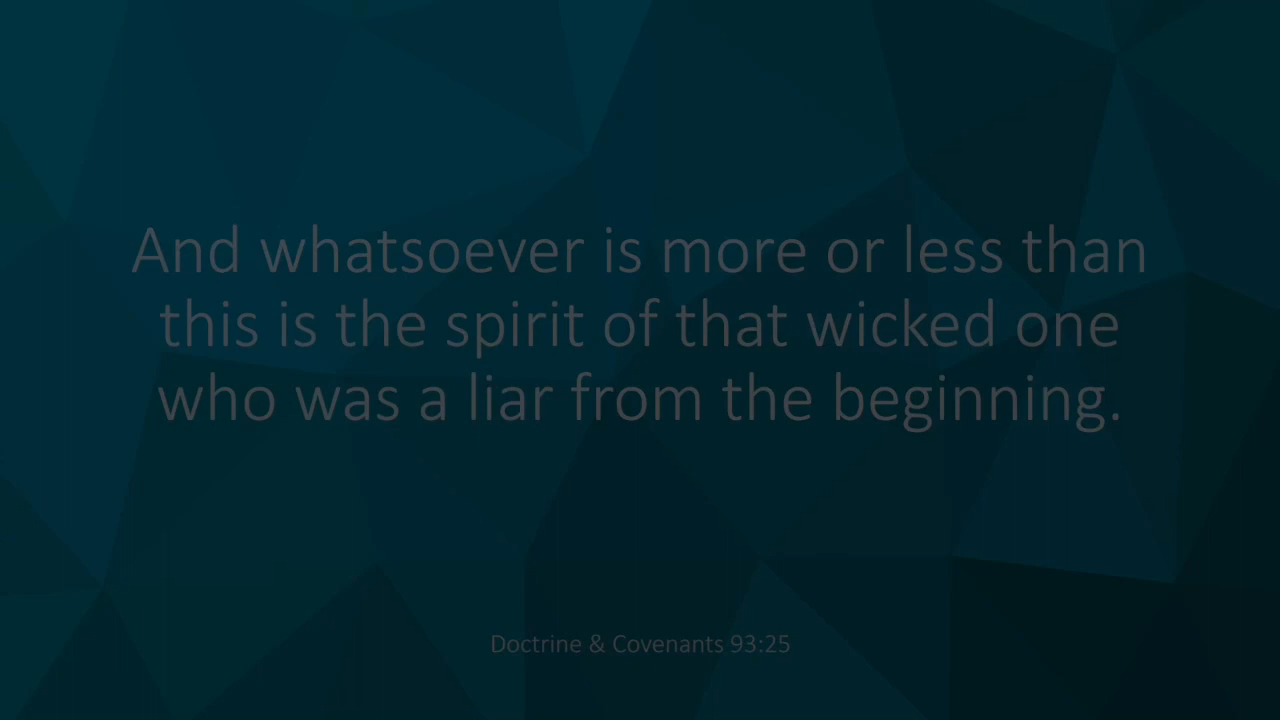 And whatsoever is more or less than
this is the spirit of that wicked one
who was a liar from the beginning.
Doctrine & Covenants 93:25